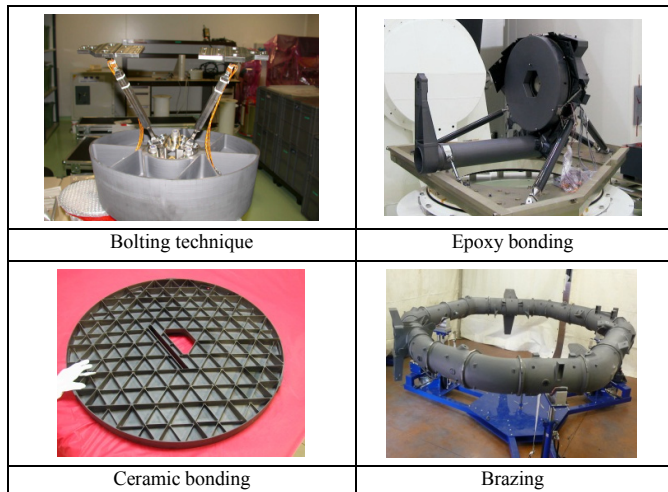 Bolting technique
Epoxy bonding
Ceramic bonding
Brazing